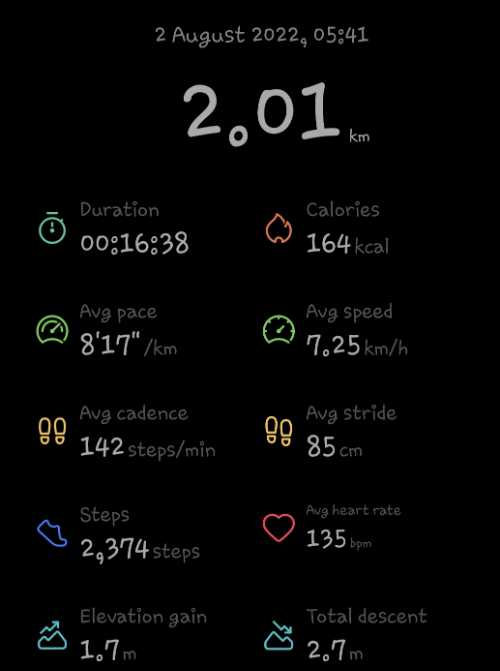 2 August 2022, 05:41
2.01 km
Duration
00:16:38
Calories
164 kcal
Avg pace
8'17" /km
Avg speed
7.25 km/h
Avg cadence
142 steps/min
Avg stride
85 cm
Steps
2,374 steps
Avg heart rate
135 bpm
Elevation gain
1.7 m
Total descent
2.7 m